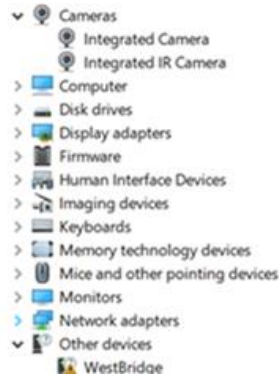 Cameras
Integrated Camera
Integrated IR Camera
Computer
Disk drives
Display adapters
Firmware
Human Interface Devices
Imaging devices
Keyboards
Memory technology devices
Mice and other pointing devices
Monitors
Network adapters
Other devices
WestBridge